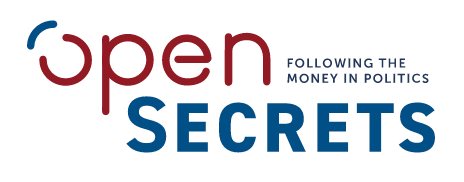 open
FOLLOWING THE
MONEY IN POLITICS
SECRETS